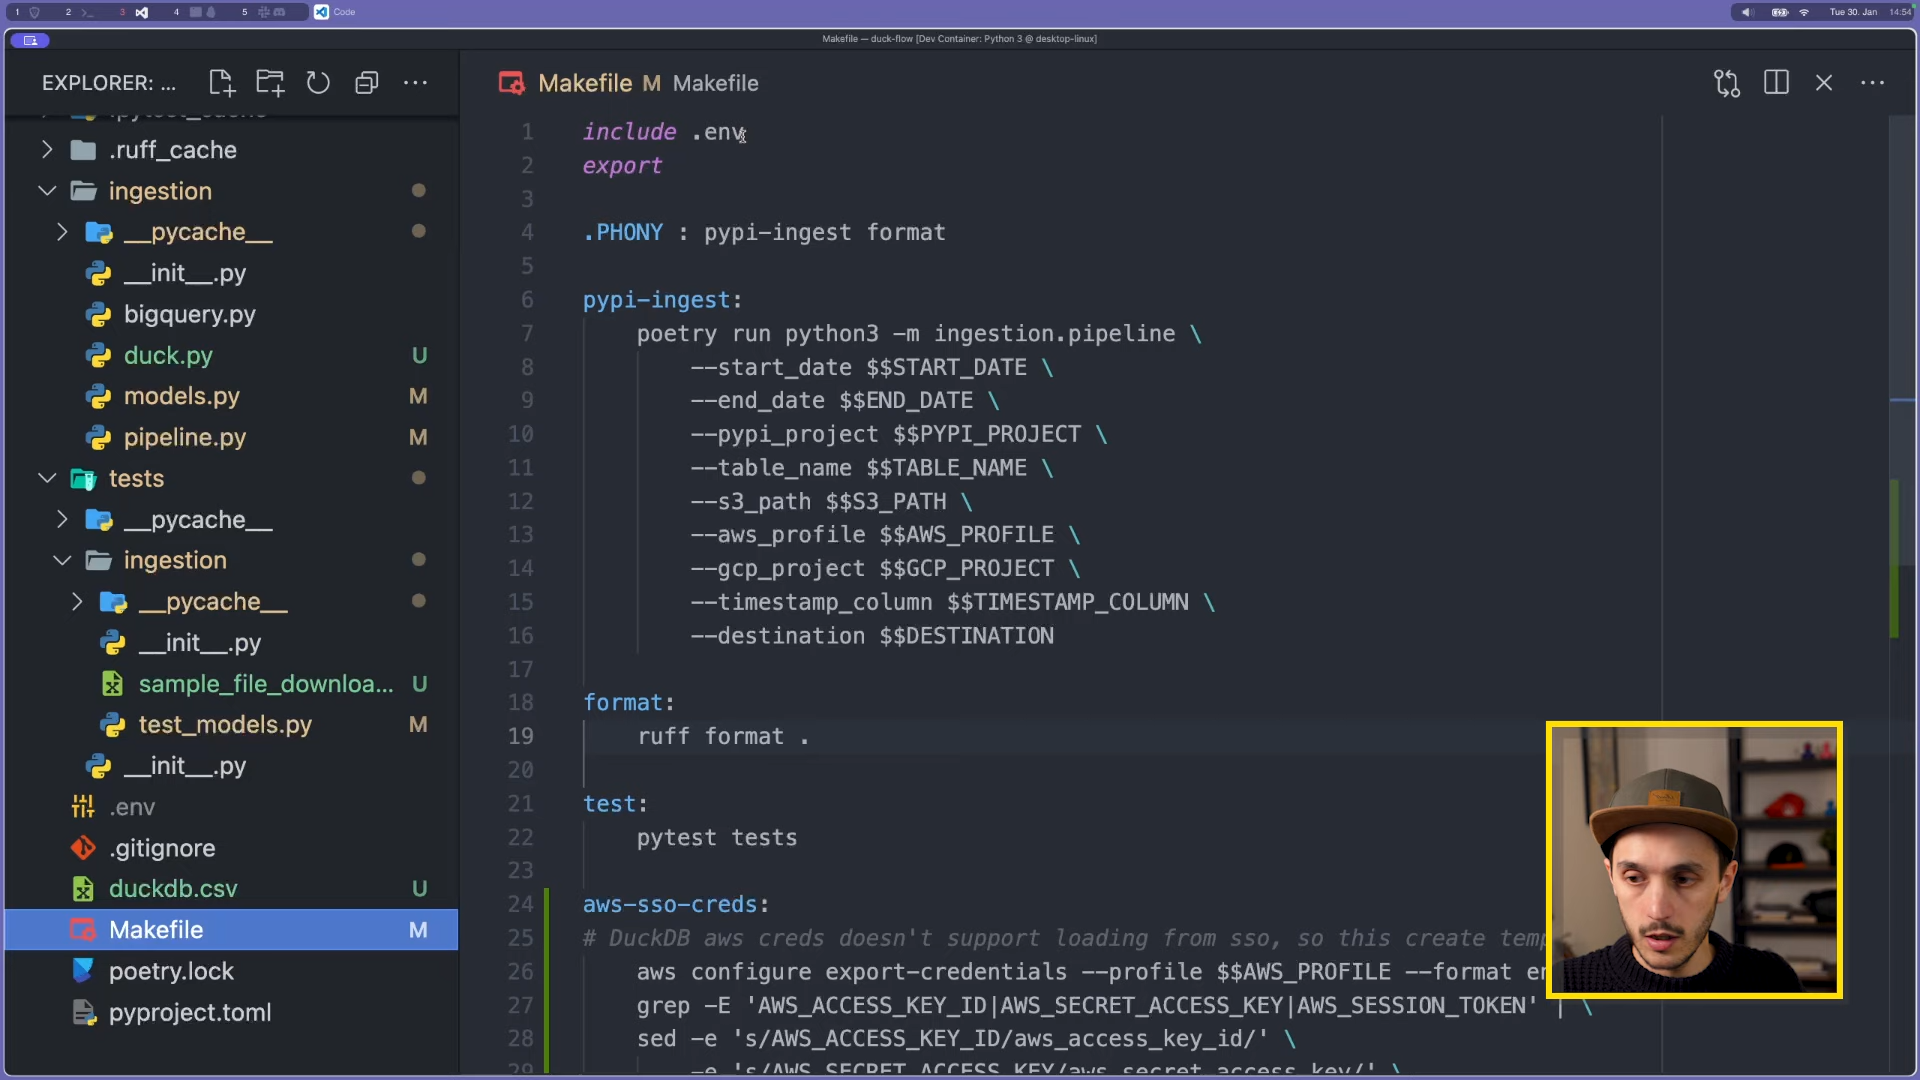 1 2 3 4 5 Code
Tue 30. Jan 14:54
Makefile — duck-flow [Dev Container: Python 3 @ desktop-linux]
EXPLORER: ...
Makefile M Makefile
.pytest_cache
.ruff_cache
ingestion
__pycache__
__init__.py
bigquery.py
duck.py U
models.py M
pipeline.py M
tests
__pycache__
ingestion
__pycache__
__init__.py
sample_file_downloa... U
test_models.py M
__init__.py
.env
.gitignore
duckdb.csv U
Makefile M
poetry.lock
pyproject.toml
1 include .env
2 export
3
4 .PHONY : pypi-ingest format
5
6 pypi-ingest:
7 poetry run python3 -m ingestion.pipeline \
8 --start_date $$START_DATE \
9 --end_date $$END_DATE \
10 --pypi_project $$PYPI_PROJECT \
11 --table_name $$TABLE_NAME \
12 --s3_path $$S3_PATH \
13 --aws_profile $$AWS_PROFILE \
14 --gcp_project $$GCP_PROJECT \
15 --timestamp_column $$TIMESTAMP_COLUMN \
16 --destination $$DESTINATION
17
18 format:
19 ruff format .
20
21 test:
22 pytest tests
23
24 aws-sso-creds:
25 # DuckDB aws creds doesn't support loading from sso, so this create temp
26 aws configure export-credentials --profile $$AWS_PROFILE --format en
27 grep -E 'AWS_ACCESS_KEY_ID|AWS_SECRET_ACCESS_KEY|AWS_SESSION_TOKEN' | \
28 sed -e 's/AWS_ACCESS_KEY_ID/aws_access_key_id/' \
29 -e 's/AWS_SECRET_ACCESS_KEY/aws_secret_access_key/' \